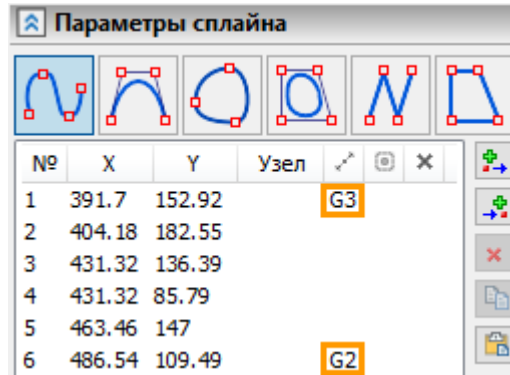 Параметры сплайна
№ X Y Узел
1 391.7 152.92 G3
2 404.18 182.55
3 431.32 136.39
4 431.32 85.79
5 463.46 147
6 486.54 109.49 G2